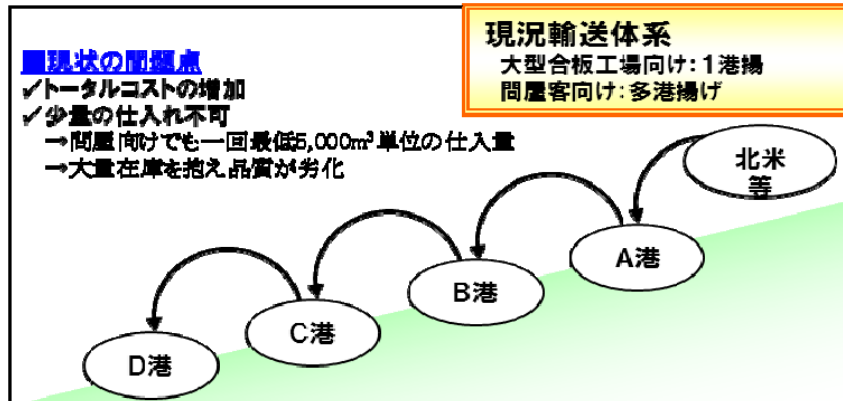 現況輸送体系
大型合板工場向け：1港揚
問屋客向け：多港揚げ
■現状の問題点
✓トータルコストの増加
✓少量の仕入れ不可
→問屋向けでも一回最低5,000m³単位の仕入量
→大量在庫を抱え品質が劣化
北米
等
A港
B港
C港
D港